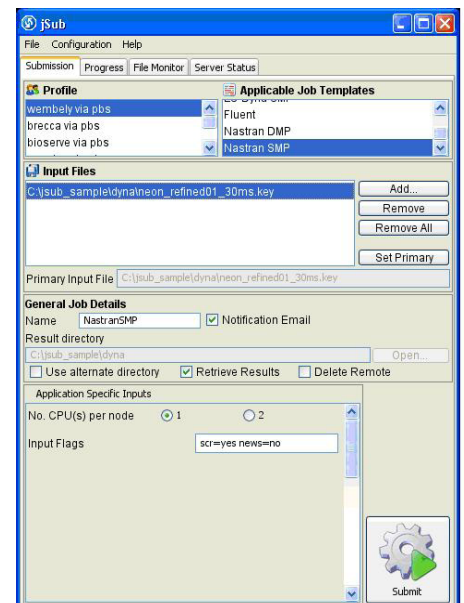 jSub
File Configuration Help
Submission Progress File Monitor Server Status
Profile
Applicable Job Templates
wembely via pbs
brecca via pbs
bioserve via pbs
Fluent
Nastran DMP
Nastran SMP
Input Files
C:\jsub_sample\dyna\neon_refined01_30ms.key
Add...
Remove
Remove All
Set Primary
Primary Input File C:\jsub_sample\dyna\neon_refined01_30ms.key
General Job Details
Name NastranSMP Notification Email
Result directory
C:\jsub_sample\dyna Open...
Use alternate directory Retrieve Results Delete Remote
Application Specific Inputs
No. CPU(s) per node 1 2
Input Flags scr=yes news=no
Submit